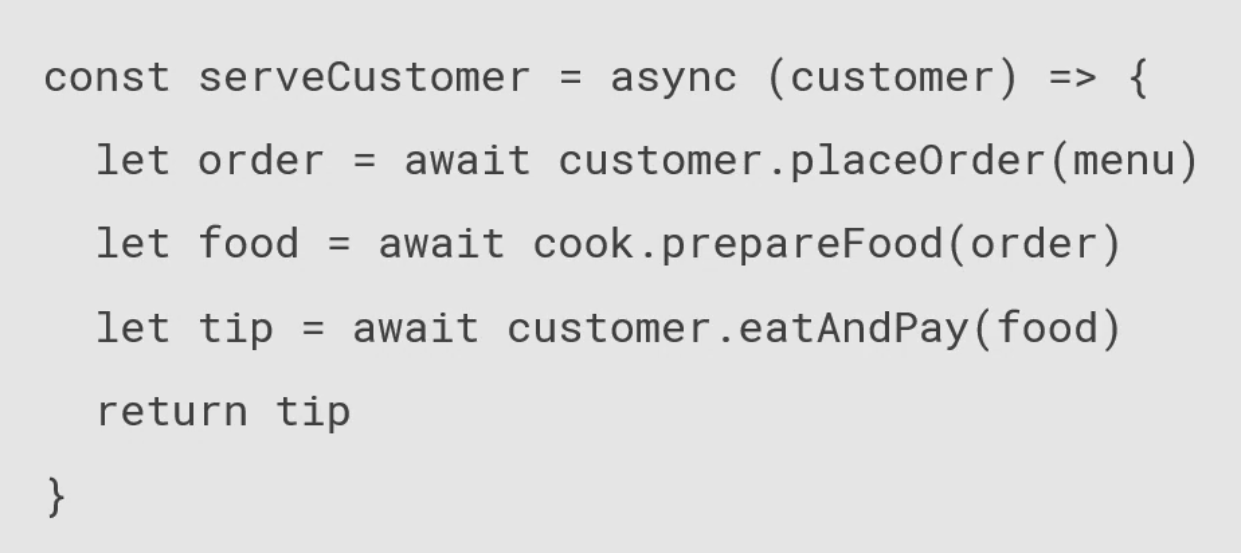 const serveCustomer = async (customer) => {
  let order = await customer.placeOrder(menu)
  let food = await cook.prepareFood(order)
  let tip = await customer.eatAndPay(food)
  return tip
}